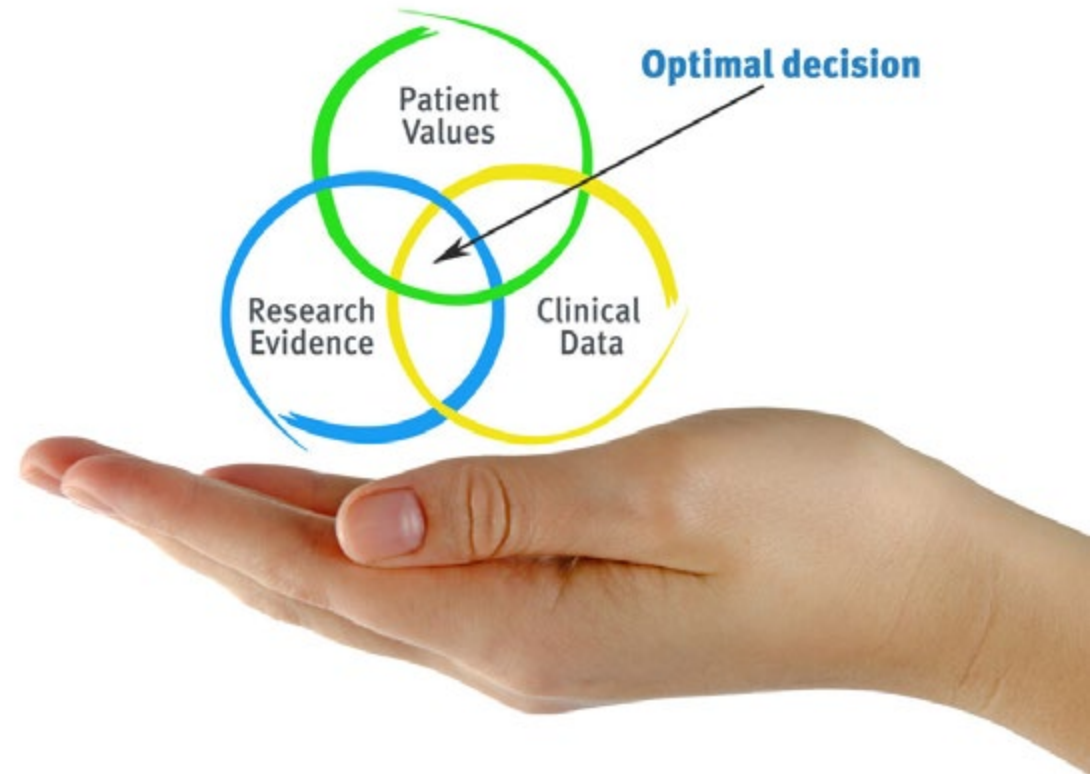 Patient
Values
Optimal decision
Research
Evidence
Clinical
Data